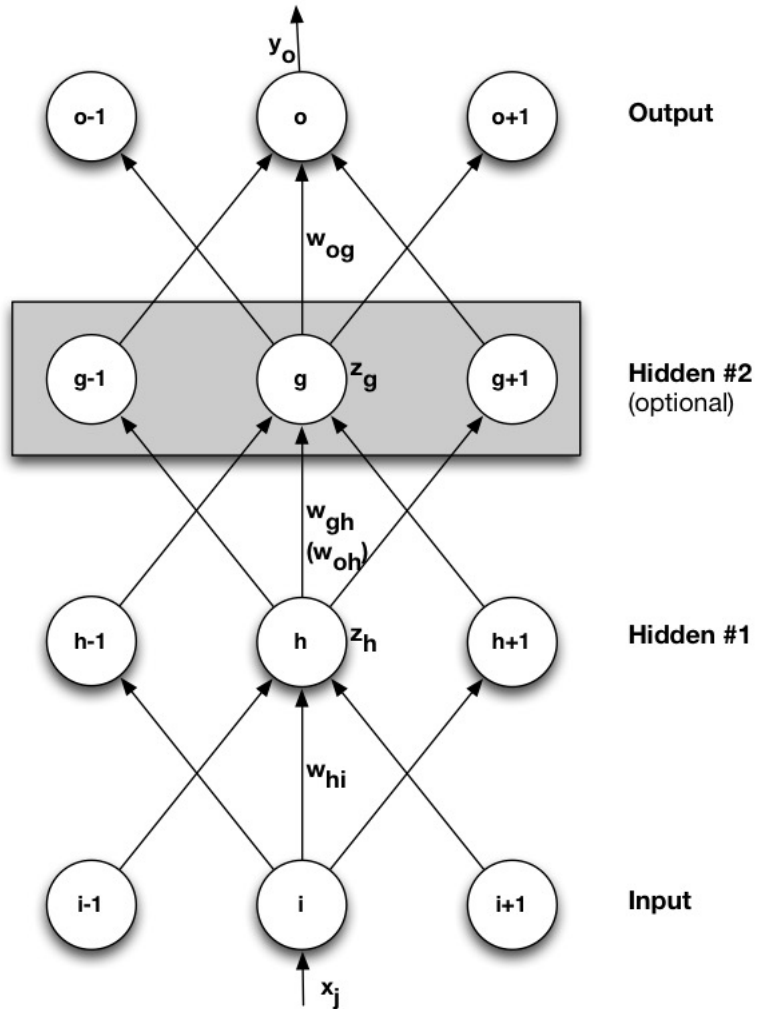 y_o
o-1 o o+1 Output
w_og
g-1 g z_g g+1 Hidden #2
(optional)
w_gh
(w_oh)
h-1 h z_h h+1 Hidden #1
w_hi
i-1 i i+1 Input
x_j